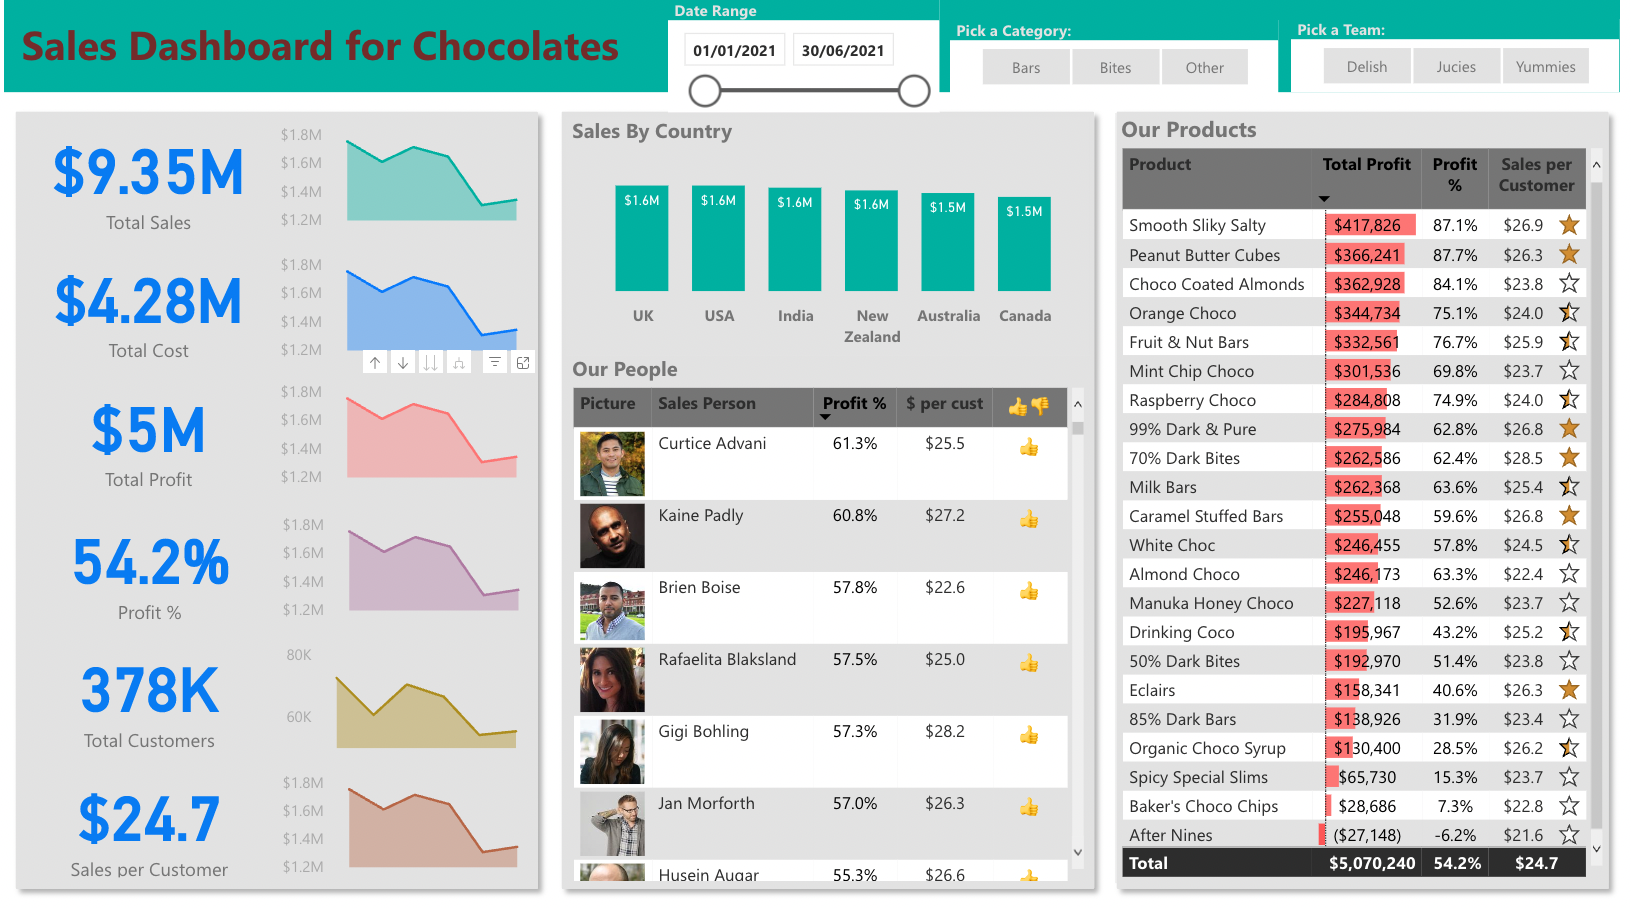 Sales Dashboard for Chocolates
Date Range
01/01/2021 30/06/2021
Pick a Category:
Bars Bites Other
Pick a Team:
Delish Jucies Yummies
$9.35M
Total Sales
$1.8M
$1.6M
$1.4M
$1.2M
$4.28M
Total Cost
$1.8M
$1.6M
$1.4M
$1.2M
$5M
Total Profit
$1.8M
$1.6M
$1.4M
$1.2M
54.2%
Profit %
$1.8M
$1.6M
$1.4M
$1.2M
378K
Total Customers
80K
60K
$24.7
Sales per Customer
$1.8M
$1.6M
$1.4M
$1.2M
Sales By Country
$1.6M $1.6M $1.6M $1.6M $1.5M $1.5M
UK USA India New Zealand Australia Canada
Our People
Picture Sales Person Profit % $ per cust 👍👎
Curtice Advani 61.3% $25.5 👍
Kaine Padly 60.8% $27.2 👍
Brien Boise 57.8% $22.6 👍
Rafaelita Blaksland 57.5% $25.0 👍
Gigi Bohling 57.3% $28.2 👍
Jan Morforth 57.0% $26.3 👍
Husein Augar 55.3% $26.6 👍
Our Products
Product Total Profit Profit % Sales per Customer
Smooth Sliky Salty $417,826 87.1% $26.9
Peanut Butter Cubes $366,241 87.7% $26.3
Choco Coated Almonds $362,928 84.1% $23.8
Orange Choco $344,734 75.1% $24.0
Fruit & Nut Bars $332,561 76.7% $25.9
Mint Chip Choco $301,536 69.8% $23.7
Raspberry Choco $284,808 74.9% $24.0
99% Dark & Pure $275,984 62.8% $26.8
70% Dark Bites $262,586 62.4% $28.5
Milk Bars $262,368 63.6% $25.4
Caramel Stuffed Bars $255,048 59.6% $26.8
White Choc $246,455 57.8% $24.5
Almond Choco $246,173 63.3% $22.4
Manuka Honey Choco $227,118 52.6% $23.7
Drinking Coco $195,967 43.2% $25.2
50% Dark Bites $192,970 51.4% $23.8
Eclairs $158,341 40.6% $26.3
85% Dark Bars $138,926 31.9% $23.4
Organic Choco Syrup $130,400 28.5% $26.2
Spicy Special Slims $65,730 15.3% $23.7
Baker's Choco Chips $28,686 7.3% $22.8
After Nines ($27,148) -6.2% $21.6
Total $5,070,240 54.2% $24.7